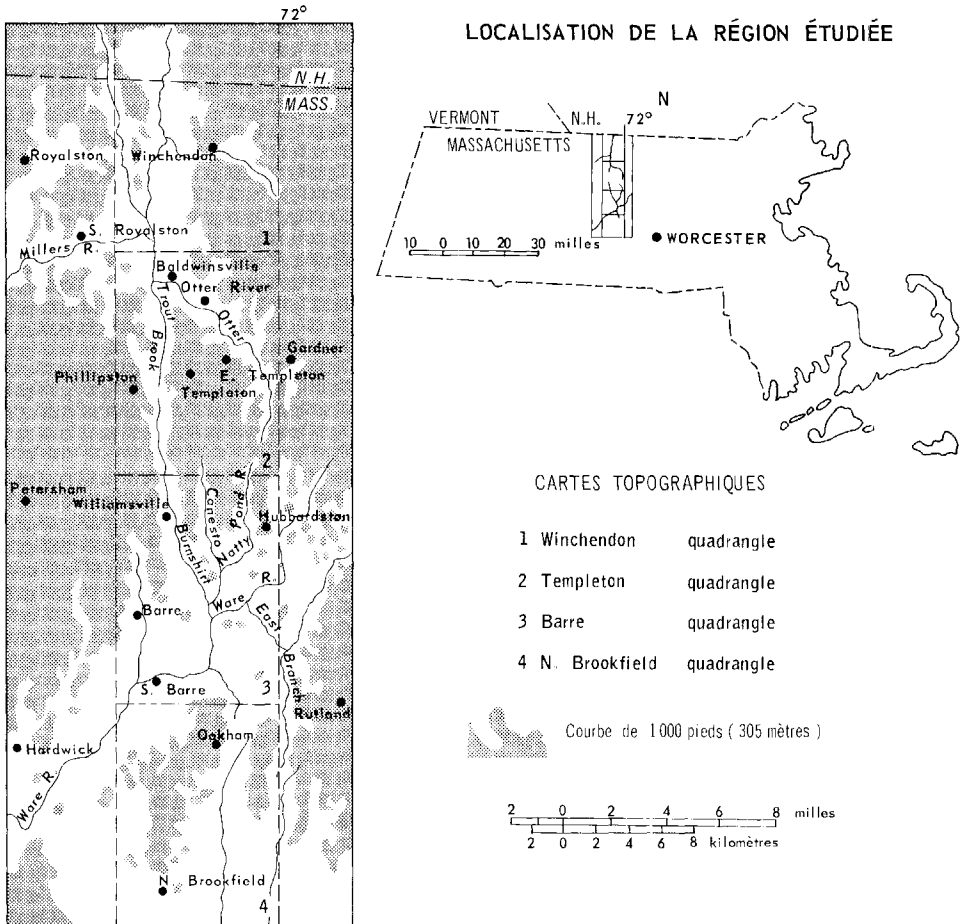 72°
N.H.
MASS.
Royalston
Winchendon
S. Royalston
Millers R.
1
Baldwinsville
Otter River
Trout Brook
Otter
Gardner
E. Templeton
Phillipston
Templeton
2
Petersham
Williamsville
Canesto
Natty Pond R.
Hubbardston
Burnshirt
Ware R.
Barre
East Branch
S. Barre
3
Rutland
Oakham
Hardwick
Ware R.
N Brookfield
4
LOCALISATION DE LA RÉGION ÉTUDIÉE
N
VERMONT
N.H.
72°
MASSACHUSETTS
10 0 10 20 30 milles
WORCESTER
CARTES TOPOGRAPHIQUES
1 Winchendon quadrangle
2 Templeton quadrangle
3 Barre quadrangle
4 N. Brookfield quadrangle
Courbe de 1000 pieds ( 305 mètres )
2 0 2 4 6 8 milles
2 0 2 4 6 8 kilomètres